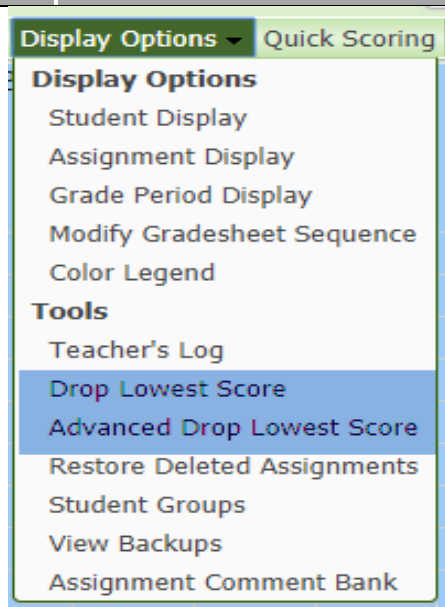 Display Options Quick Scoring
Display Options
Student Display
Assignment Display
Grade Period Display
Modify Gradesheet Sequence
Color Legend
Tools
Teacher's Log
Drop Lowest Score
Advanced Drop Lowest Score
Restore Deleted Assignments
Student Groups
View Backups
Assignment Comment Bank